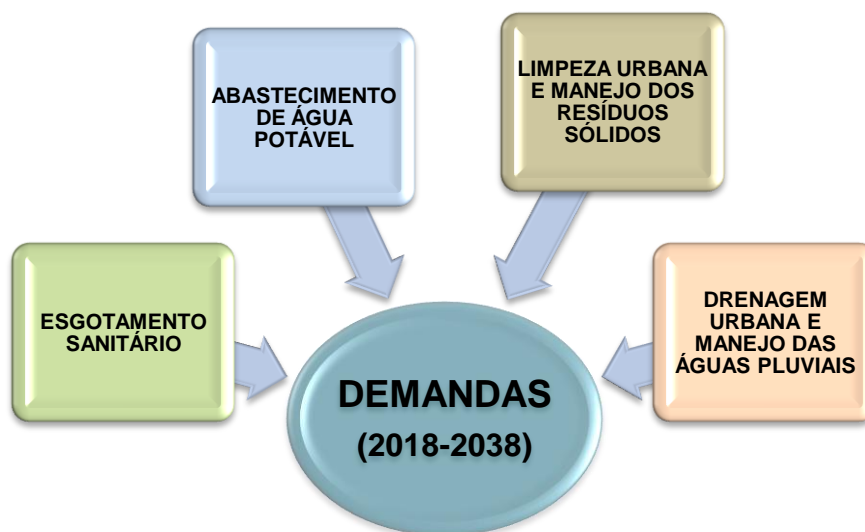 ABASTECIMENTO
DE ÁGUA
POTÁVEL
LIMPEZA URBANA
E MANEJO DOS
RESÍDUOS
SÓLIDOS
ESGOTAMENTO
SANITÁRIO
DRENAGEM
URBANA E
MANEJO DAS
ÁGUAS PLUVIAIS
DEMANDAS
(2018-2038)